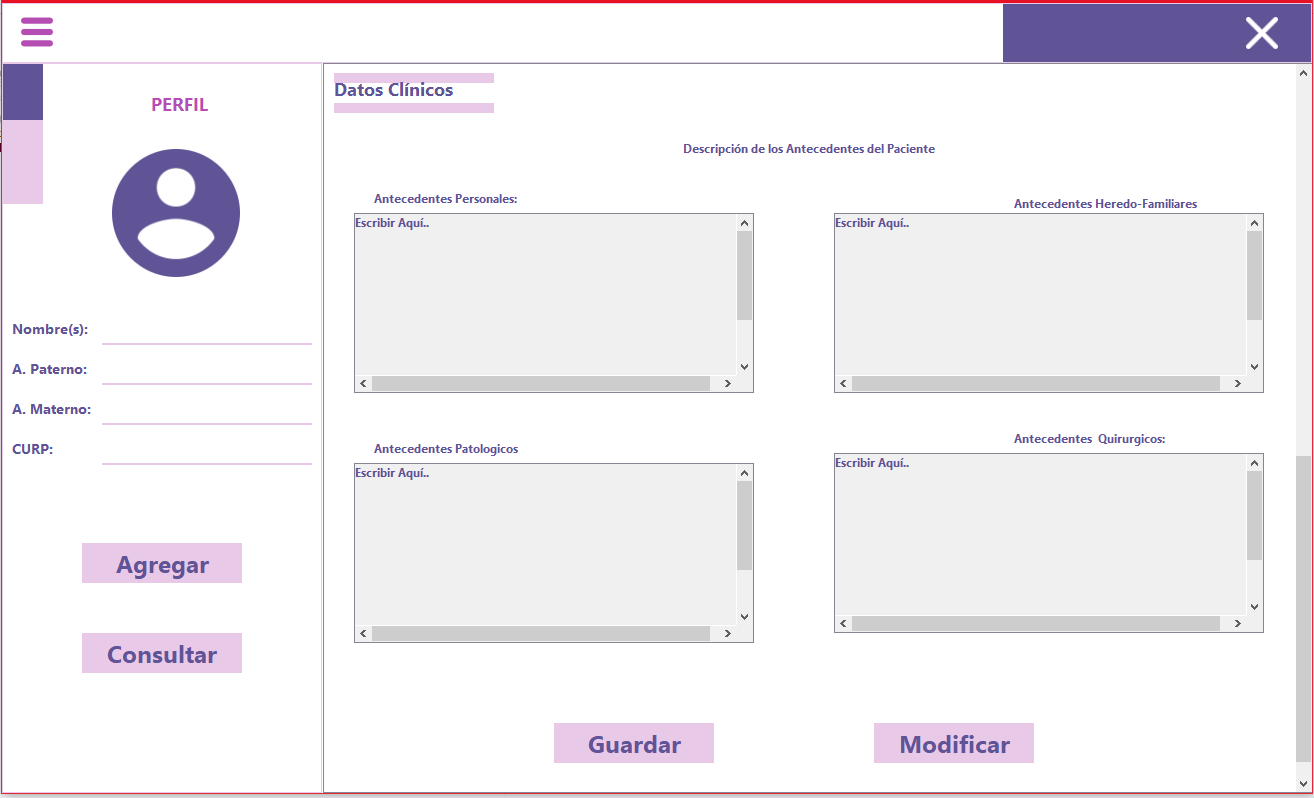 PERFIL
Nombre(s):
A. Paterno:
A. Materno:
CURP:
Agregar
Consultar
Datos Clínicos
Descripción de los Antecedentes del Paciente
Antecedentes Personales:
Escribir Aquí..
Antecedentes Heredo-Familiares
Escribir Aquí..
Antecedentes Patologicos
Escribir Aquí..
Antecedentes  Quirurgicos:
Escribir Aquí..
Guardar
Modificar